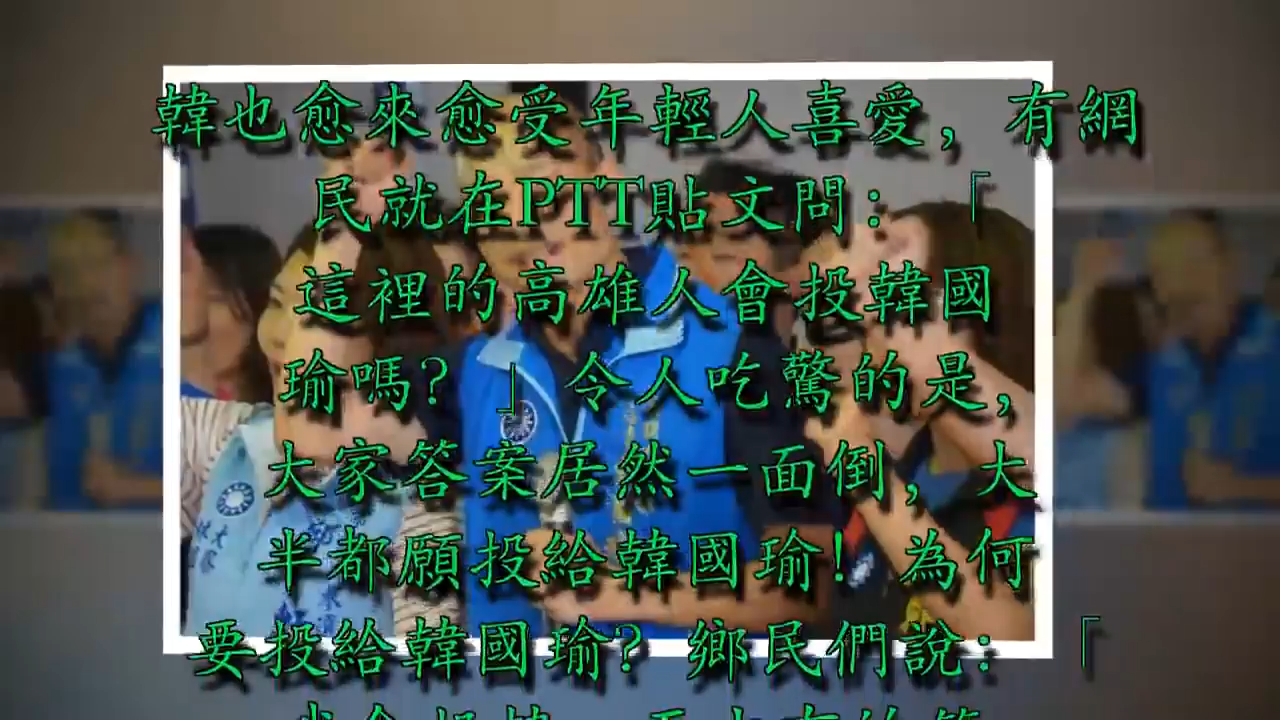 韓也愈來愈受年輕人喜愛，有網
民就在PTT貼文問：「
這裡的高雄人會投韓國
瑜嗎？」令人吃驚的是，
大家答案居然一面倒，大
半都願投給韓國瑜！為何
要投給韓國瑜？鄉民們說：「